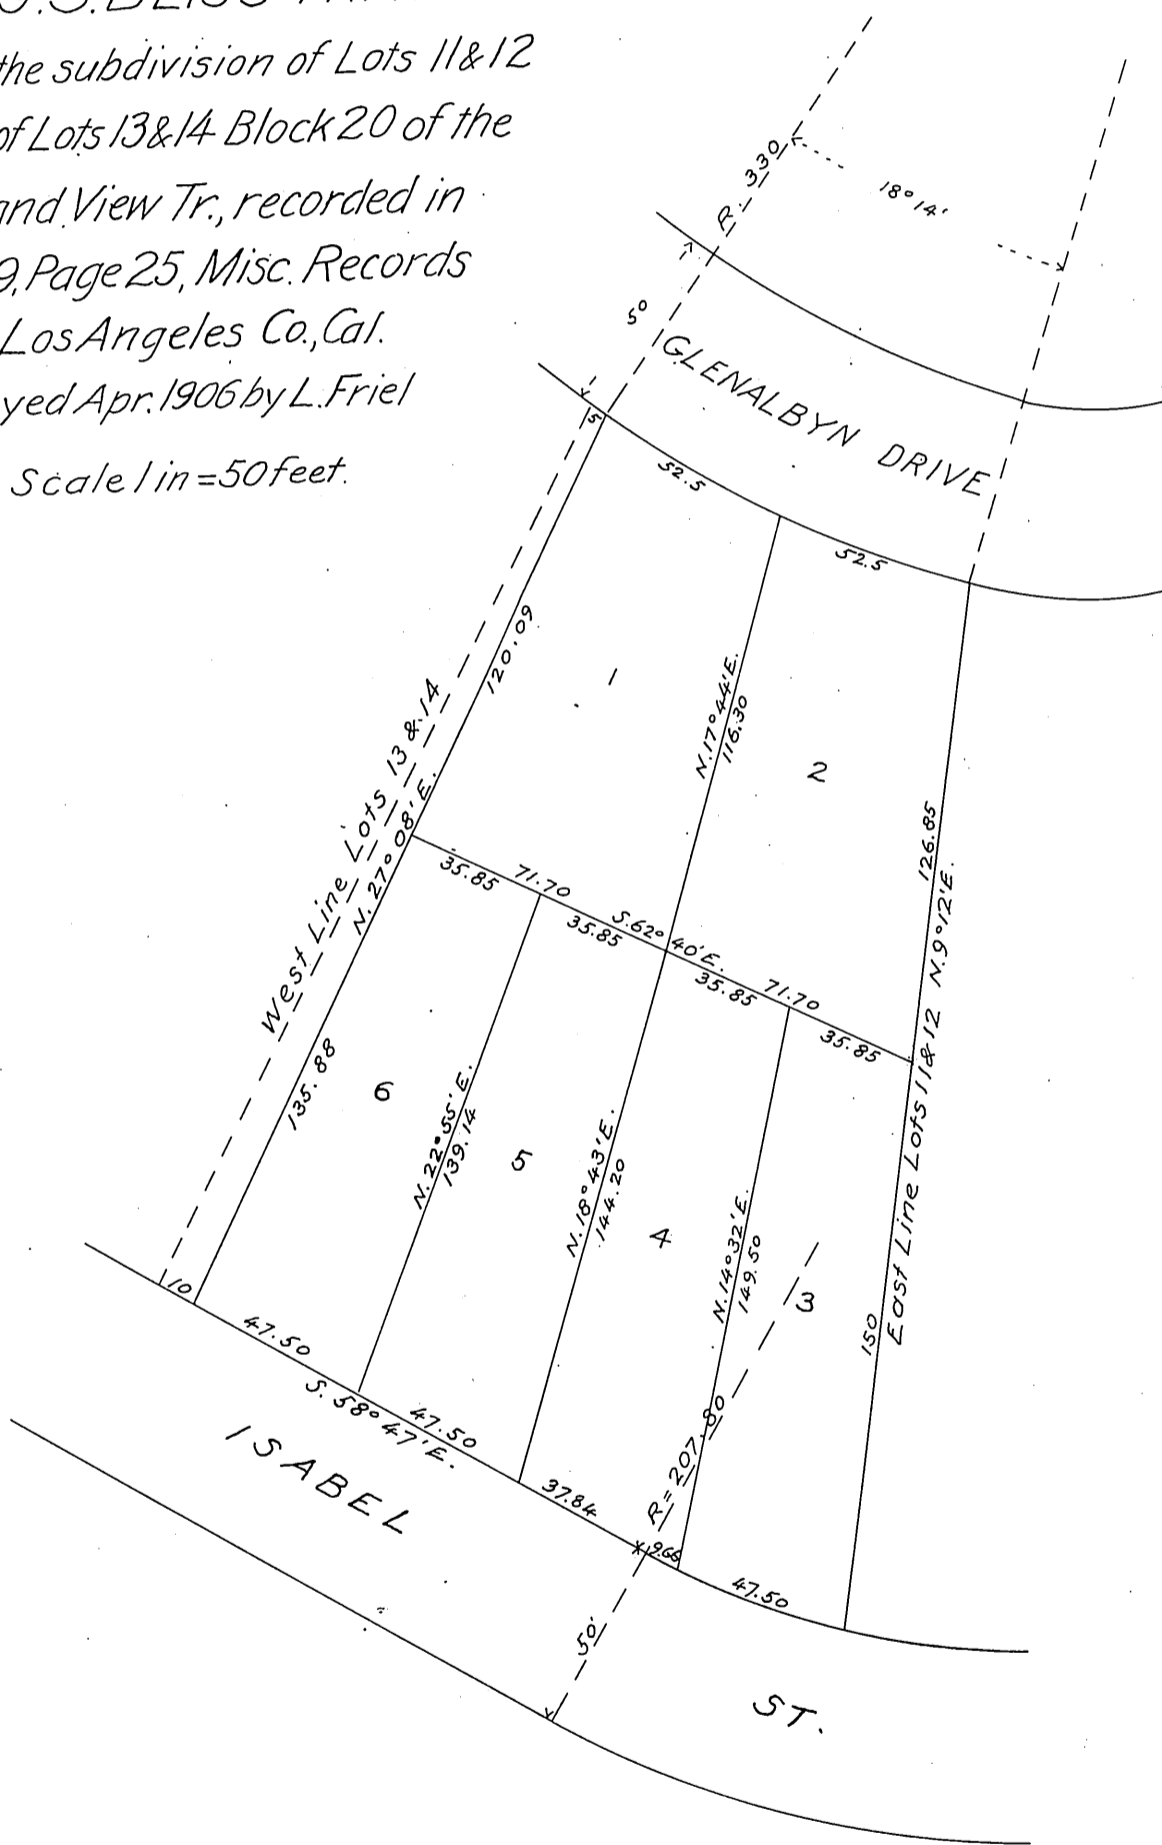 the subdivision of Lots 11&12
of Lots 13&14 Block 20 of the
and View Tr., recorded in
9, Page 25, Misc. Records
Los Angeles Co., Cal.
yed Apr. 1906 by L. Friel
Scale 1 in = 50 feet.
R. 330
18° 14'
50
GLENALBYN DRIVE
5
52.5
52.5
120.09
1
N. 17° 44' E.
116.30
2
126.85
West Line Lots 13 & 14
N. 27° 08' E.
35.85
71.70
35.85
S. 62° 40' E.
35.85
71.70
35.85
East Line Lots 11 & 12 N. 9° 12' E.
135.88
6
N. 22° 55' E.
139.14
5
N. 18° 43' E.
144.20
4
N. 14° 32' E.
149.50
3
150
10
47.50
S. 58° 47' E.
47.50
37.84
R = 207.80
9.66
47.50
50'
ISABEL ST.